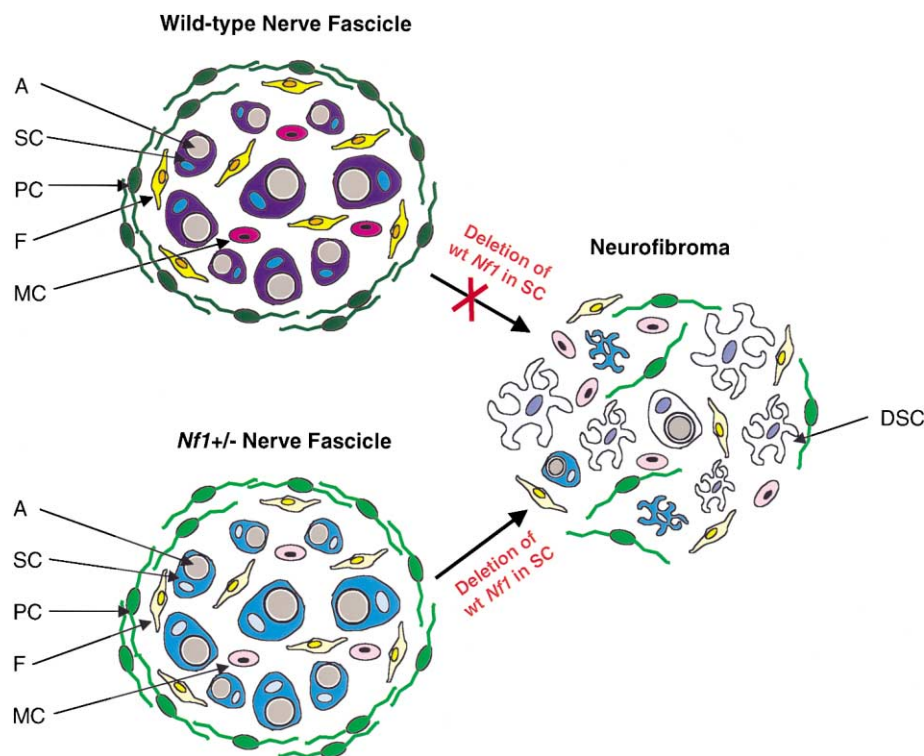 Wild-type Nerve Fascicle
A
SC
PC
F
MC
Deletion of
wt Nf1 in SC
Neurofibroma
DSC
Nf1+/- Nerve Fascicle
A
SC
PC
F
MC
Deletion of
wt Nf1 in SC